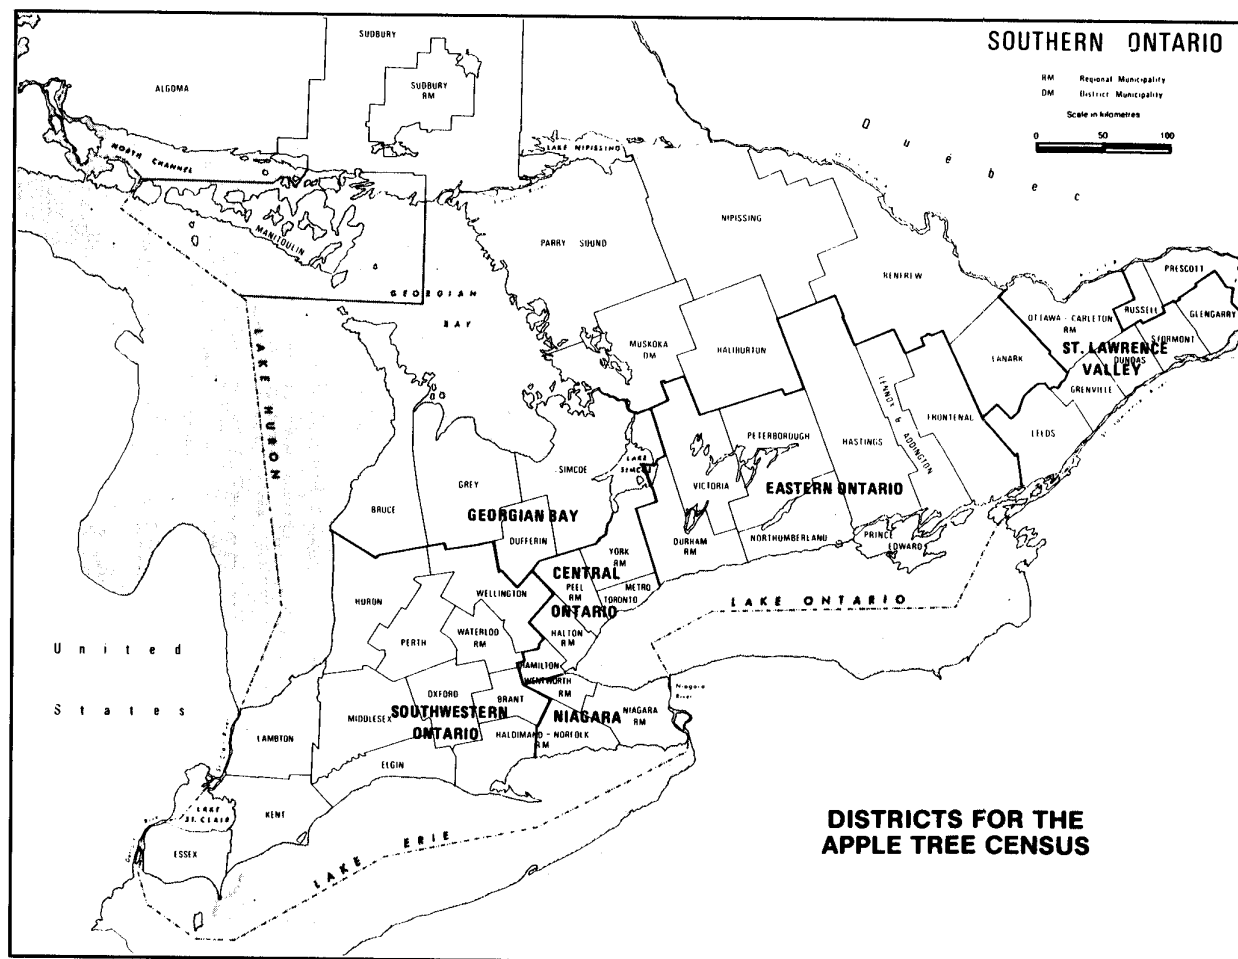 SOUTHERN ONTARIO
RM Regional Municipality
DM District Municipality
Scale in kilometres
0 50 100
SUDBURY
SUDBURY
RM
ALGOMA
NORTH CHANNEL
LAKE NIPISSING
Quebec
MANITOULIN
GEORGIAN
BAY
PARRY SOUND
NIPISSING
RENFREW
PRESCOTT
RUSSELL
GLENGARRY
OTTAWA - CARLETON
RM
STORMONT
ST. LAWRENCE
VALLEY
DUNDAS
GRENVILLE
LANARK
LEEDS
MUSKOKA
DM
HALIBURTON
LAKE HURON
LENNOX & ADDINGTON
FRONTENAL
HASTINGS
PETERBOROUGH
VICTORIA
EASTERN ONTARIO
LAKE
SIMCOE
SIMCOE
GREY
BRUCE
GEORGIAN BAY
DUFFERIN
DURHAM
RM
NORTHUMBERLAND
PRINCE
EDWARD
YORK
RM
CENTRAL
ONTARIO
PEEL
RM
METRO
TORONTO
LAKE ONTARIO
HURON
WELLINGTON
PERTH
WATERLOO
RM
HALTON
RM
HAMILTON
WENTWORTH
RM
United
States
OXFORD
BRANT
MIDDLESEX
SOUTHWESTERN
ONTARIO
NIAGARA
NIAGARA
RM
Niagara
River
HALDIMAND - NORFOLK
RM
LAMBTON
ELGIN
KENT
LAKE
ST. CLAIR
ESSEX
LAKE ERIE
DISTRICTS FOR THE
APPLE TREE CENSUS